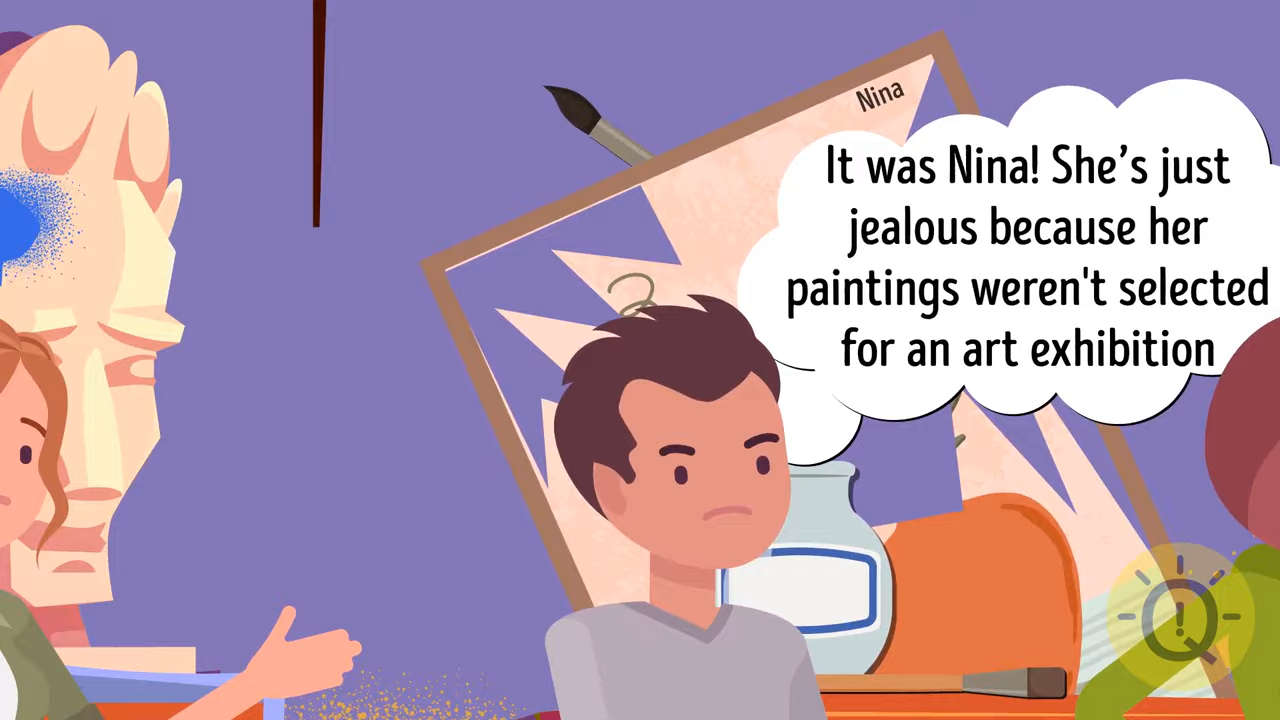 Nina
It was Nina! She’s just
jealous because her
paintings weren't selected
for an art exhibition